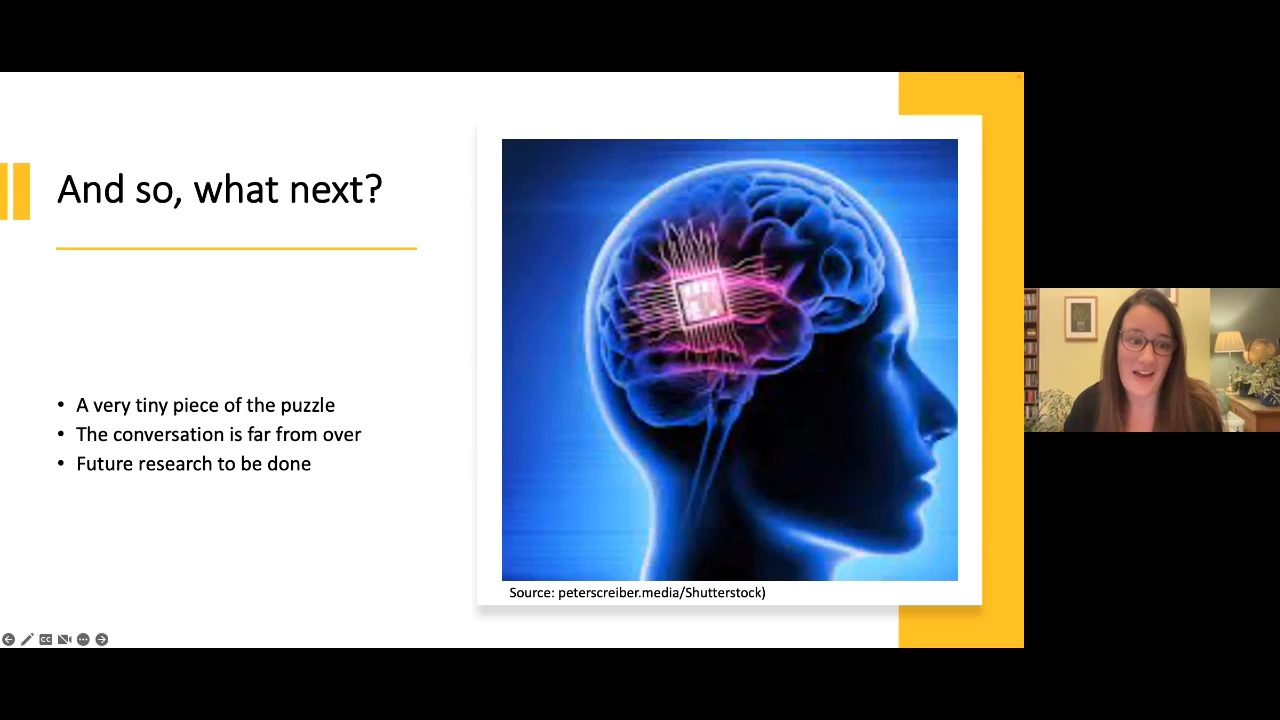 And so, what next?
• A very tiny piece of the puzzle
• The conversation is far from over
• Future research to be done
Source: peterscreiber.media/Shutterstock)
CC